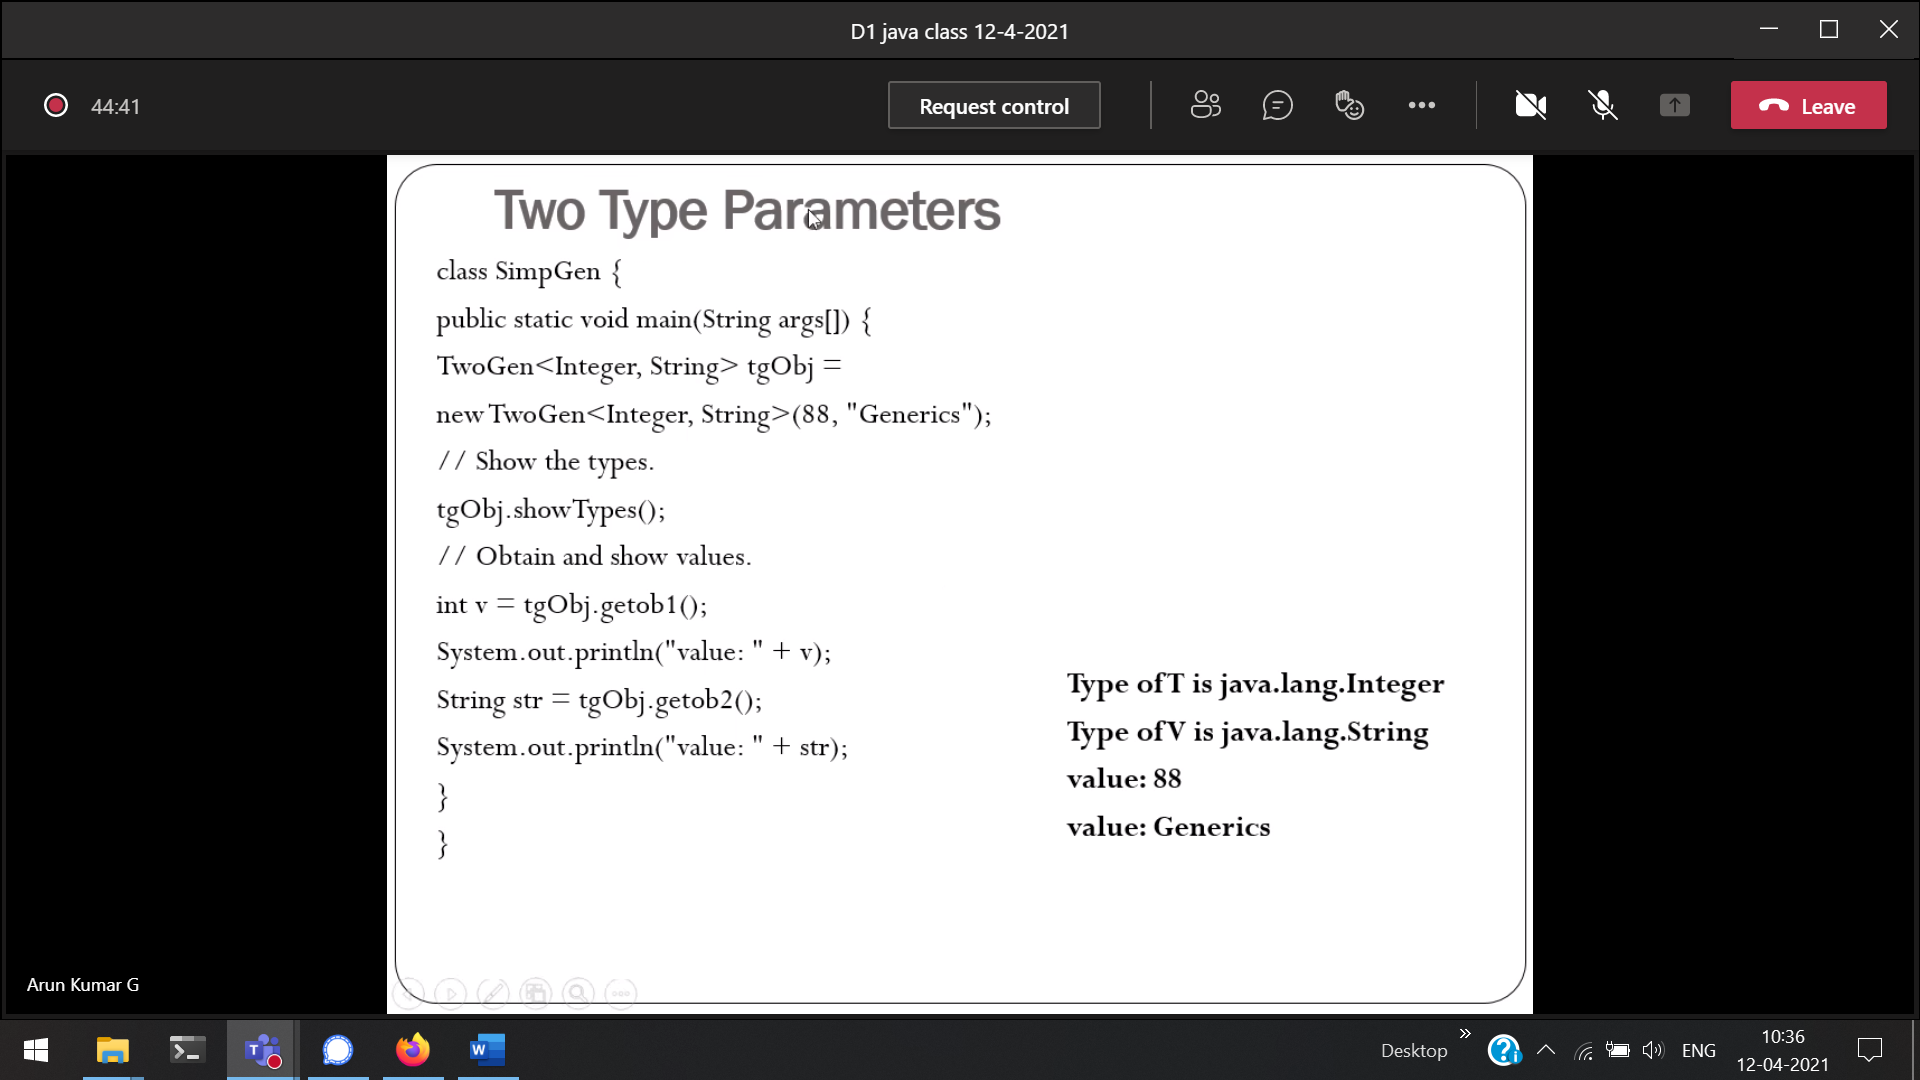 D1 java class 12-4-2021
44:41
Request control
Leave
Two Type Parameters
class SimpGen {
public static void main(String args[]) {
TwoGen<Integer, String> tgObj =
new TwoGen<Integer, String>(88, "Generics");
// Show the types.
tgObj.showTypes();
// Obtain and show values.
int v = tgObj.getob1();
System.out.println("value: " + v);
String str = tgObj.getob2();
System.out.println("value: " + str);
}
}
Type of T is java.lang.Integer
Type of V is java.lang.String
value: 88
value: Generics
Arun Kumar G
Desktop
ENG
10:36
12-04-2021